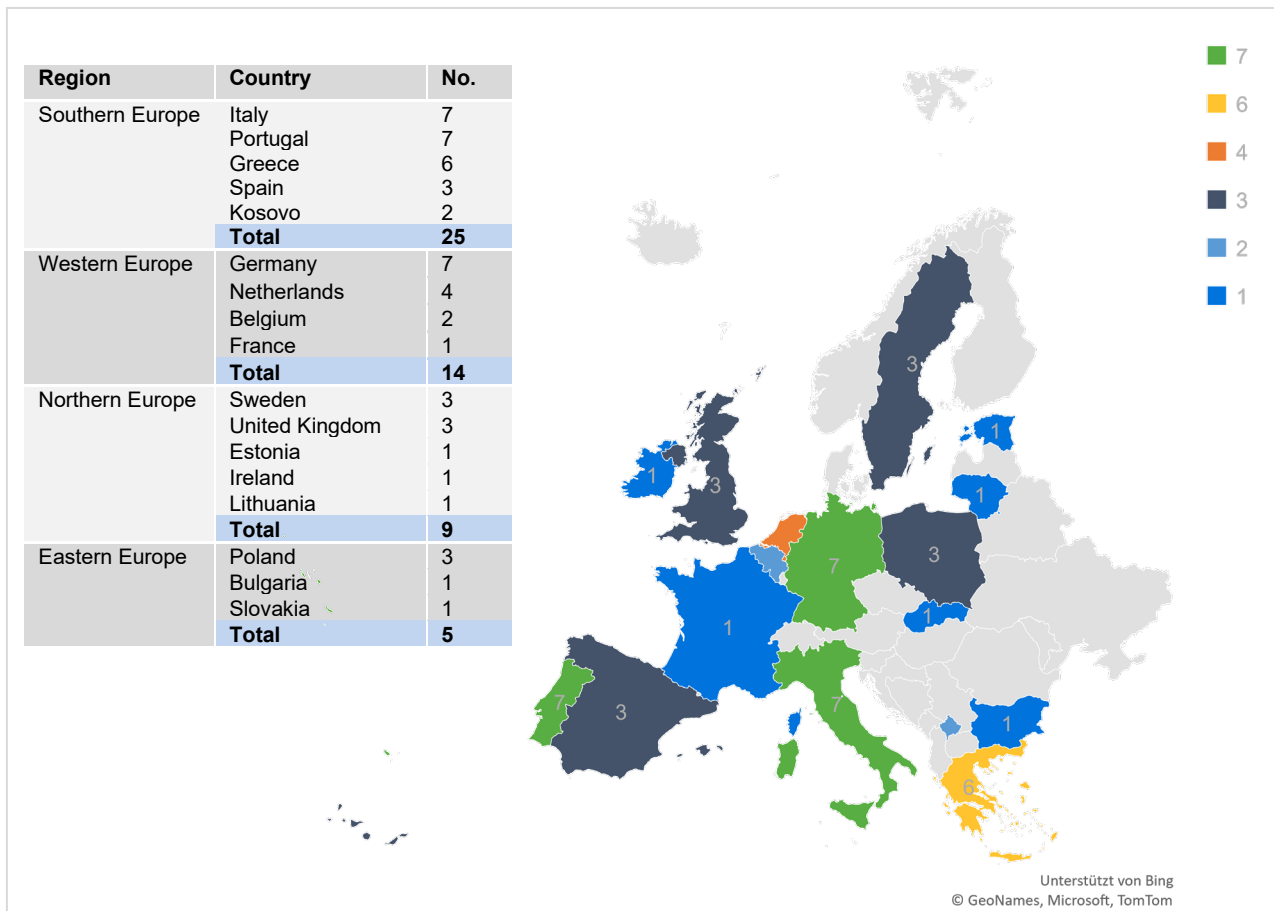 Region Country No.
Southern Europe Italy 7
Portugal 7
Greece 6
Spain 3
Kosovo 2
Total 25
Western Europe Germany 7
Netherlands 4
Belgium 2
France 1
Total 14
Northern Europe Sweden 3
United Kingdom 3
Estonia 1
Ireland 1
Lithuania 1
Total 9
Eastern Europe Poland 3
Bulgaria 1
Slovakia 1
Total 5
7
6
4
3
2
1
3
1
1
3
1
7
3
1
1
7
3
7
1
6
Unterstützt von Bing
© GeoNames, Microsoft, TomTom